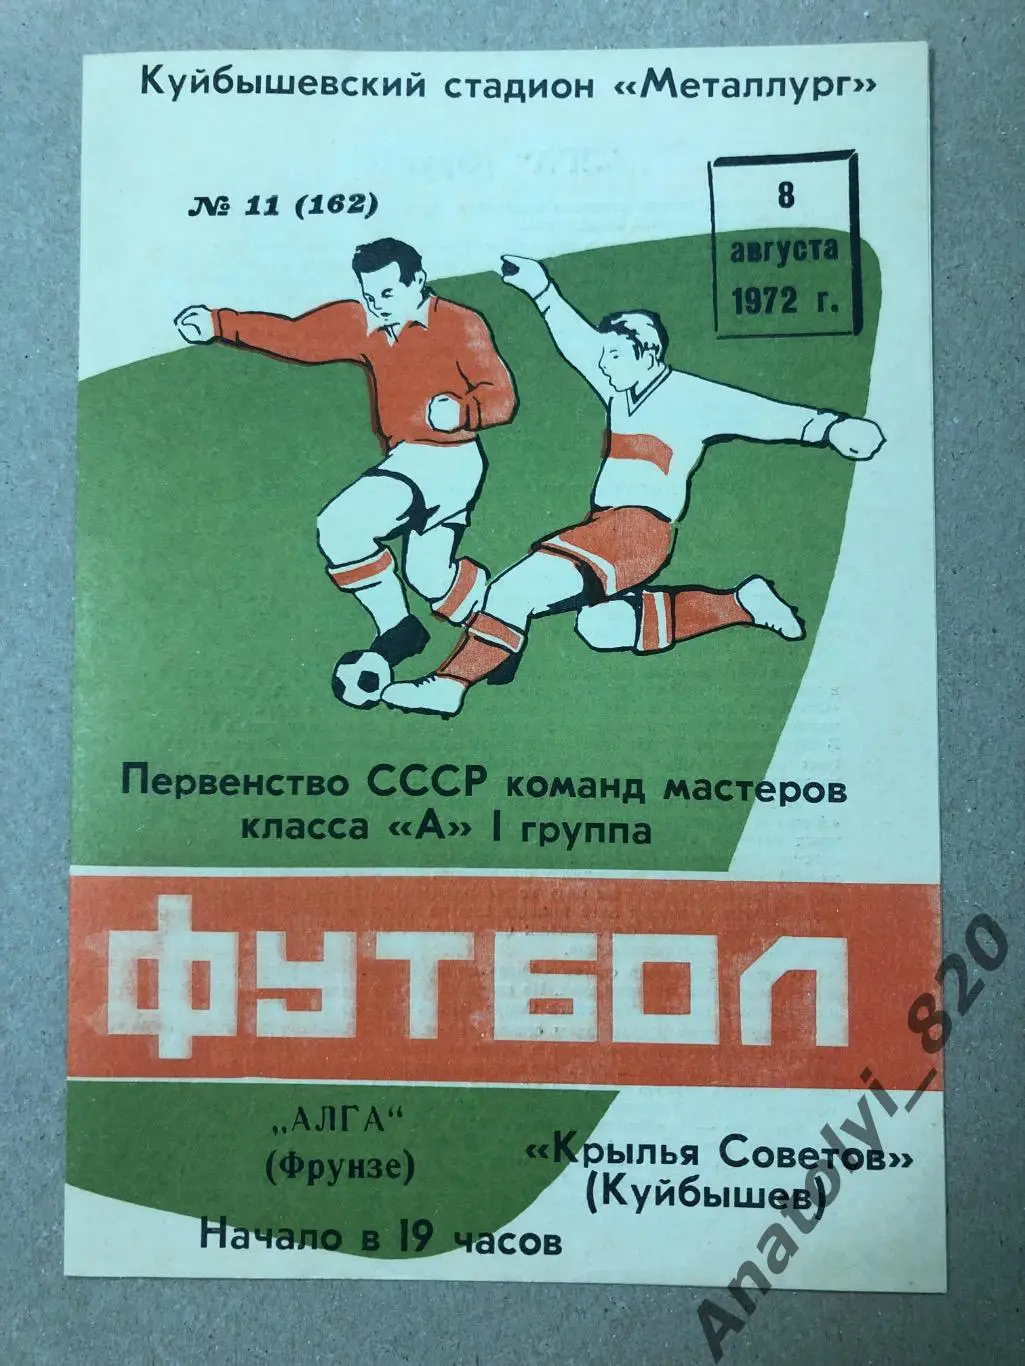 Куйбышевский стадион «Металлург»
№ 11 (162)
8
августа
1972 г.
Первенство СССР команд мастеров
класса «А» I группа
ФУТБОЛ
„АЛГА“
(Фрунзе)
«Крылья Советов»
(Куйбышев)
Начало в 19 часов
Anatolyi_820